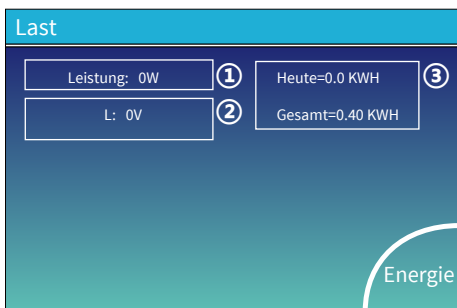 Last
Leistung: 0W ①
L: 0V ②
Heute=0.0 KWH ③
Gesamt=0.40 KWH
Energie